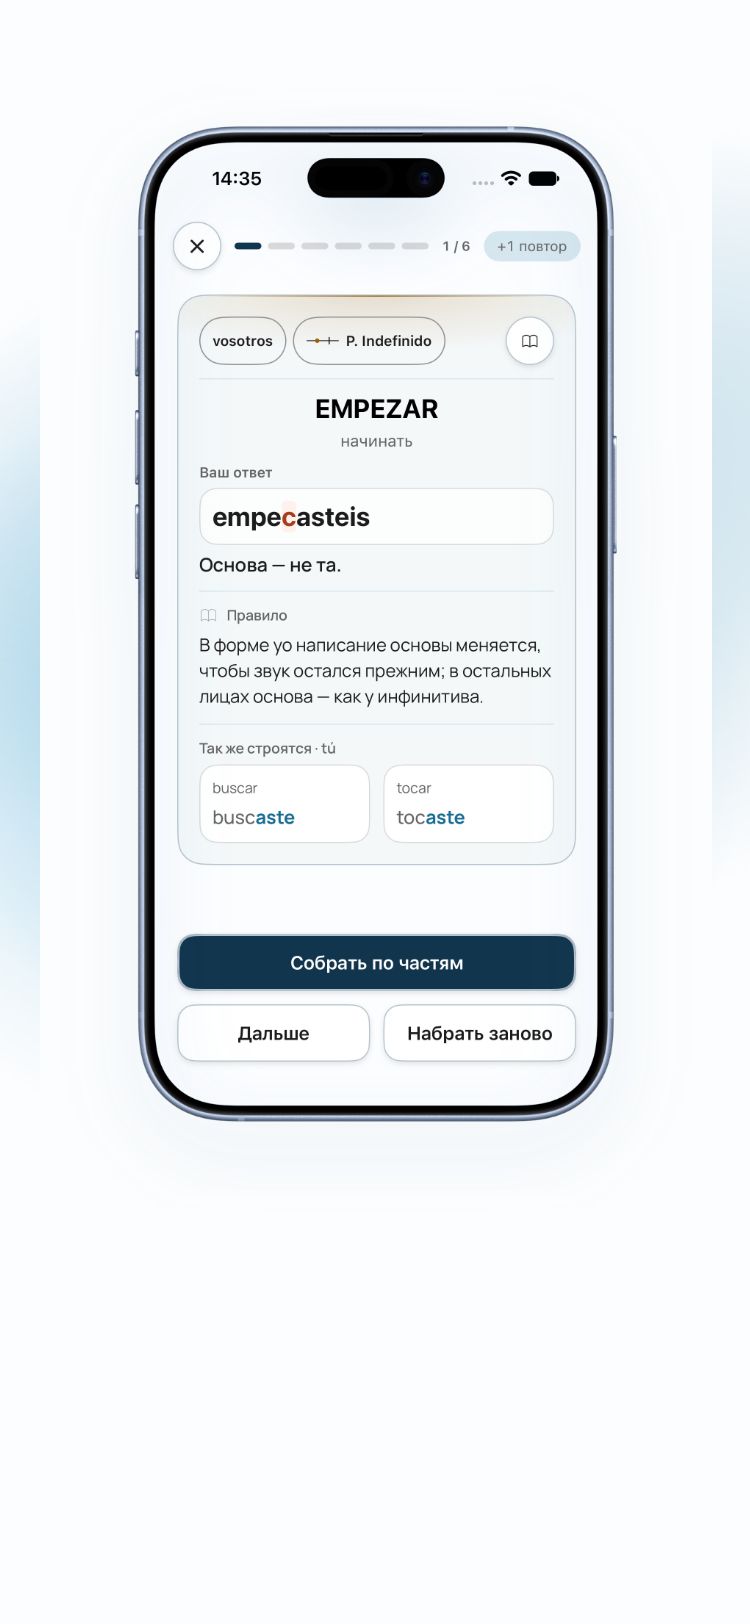 14:35
1 / 6
+1 повтор
vosotros
P. Indefinido
EMPEZAR
начинать
Ваш ответ
empecasteis
Основа — не та.
Правило
В форме yo написание основы меняется,
чтобы звук остался прежним; в остальных
лицах основа — как у инфинитива.
Так же строятся · tú
buscar
tocar
buscaste
tocaste
Собрать по частям
Дальше
Набрать заново